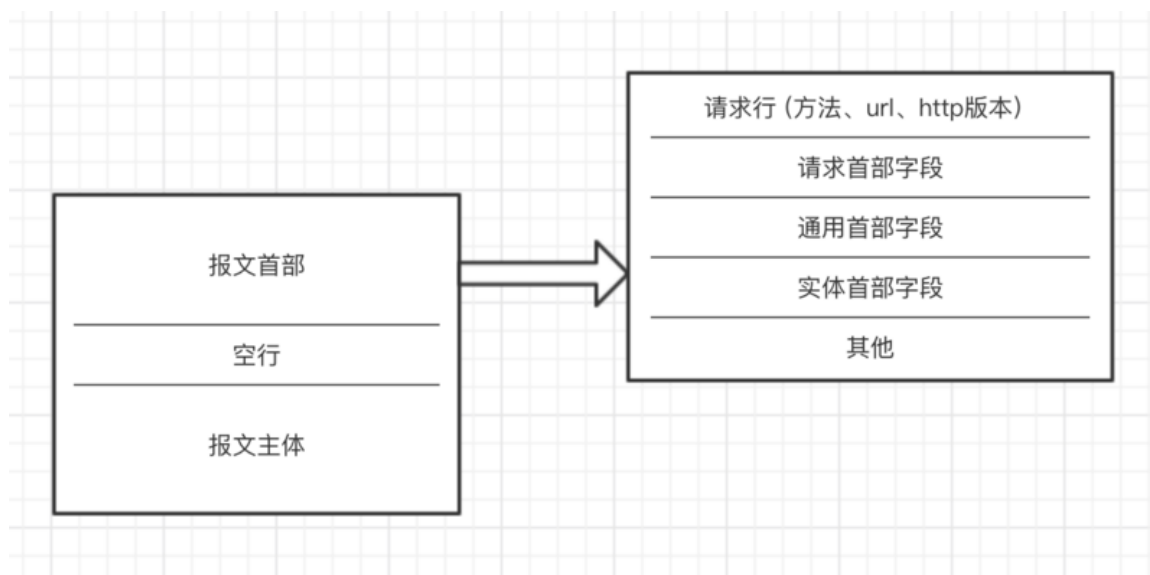 报文首部
空行
报文主体
请求行 (方法、url、http版本)
请求首部字段
通用首部字段
实体首部字段
其他